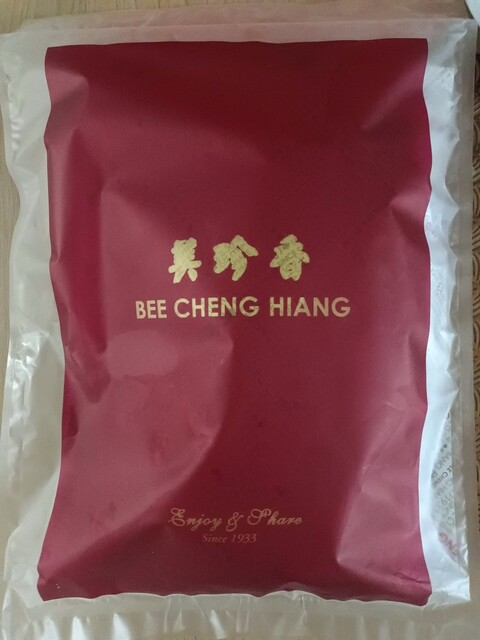 美珍香
BEE CHENG HIANG
Enjoy & Share
Since 1933